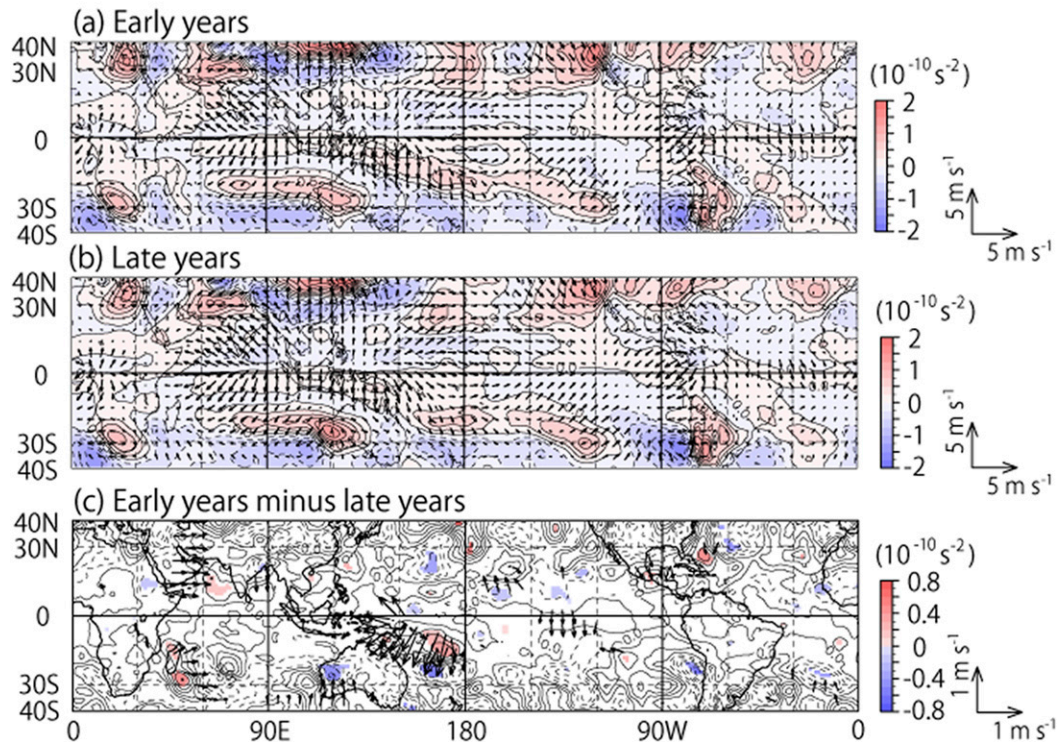 (a) Early years
40N
30N
0
30S
40S
(10⁻¹⁰ s⁻²)
2
1
0
-1
-2
5 m s⁻¹
5 m s⁻¹
(b) Late years
40N
30N
0
30S
40S
(10⁻¹⁰ s⁻²)
2
1
0
-1
-2
5 m s⁻¹
5 m s⁻¹
(c) Early years minus late years
40N
30N
0
30S
40S
0 90E 180 90W 0
(10⁻¹⁰ s⁻²)
0.8
0.4
0
-0.4
-0.8
1 m s⁻¹
1 m s⁻¹